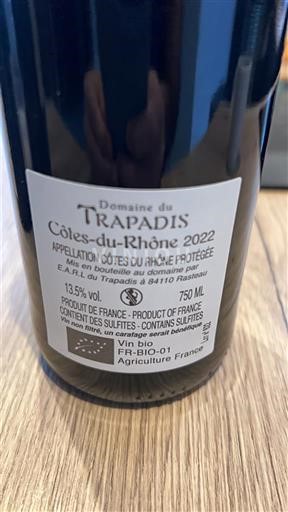 Domaine du
TRAPADIS
Côtes-du-Rhône 2022
APPELLATION CÔTES DU RHÔNE PROTÉGÉE
Mis en bouteille au domaine par
E.A.R.L du Trapadis à 84110 Rasteau
13.5% vol. 750 ML
PRODUIT DE FRANCE - PRODUCT OF FRANCE
CONTIENT DES SULFITES - CONTAINS SULFITES
Vin non filtré, un carafage serait bénéfique
Vin bio
FR-BIO-01
Agriculture France